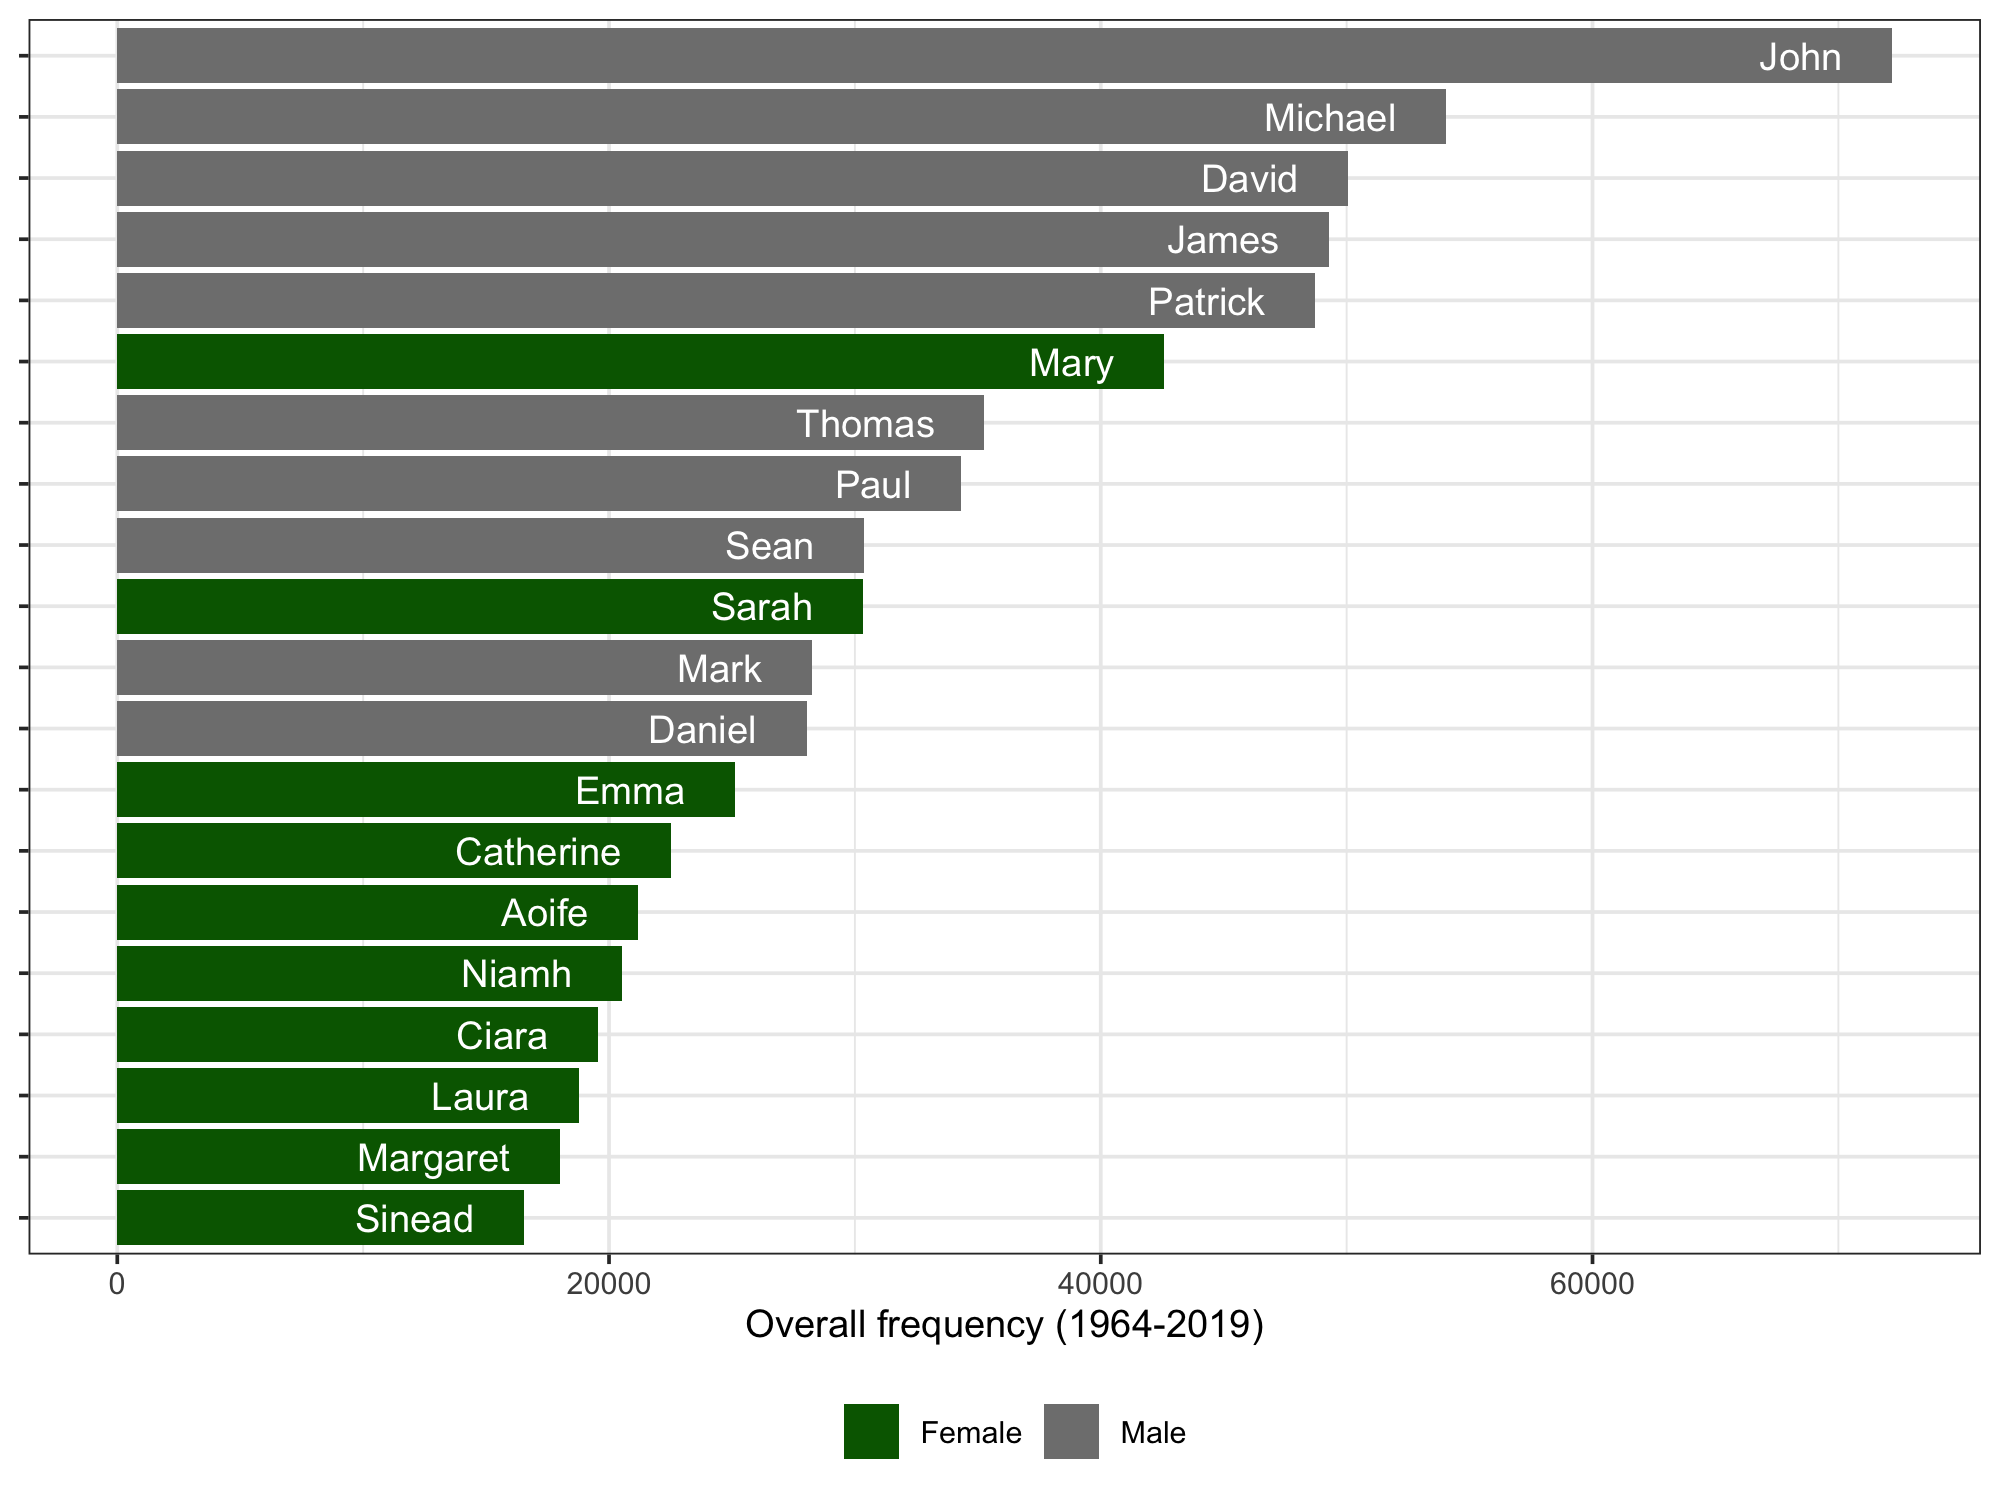 John
Michael
David
James
Patrick
Mary
Thomas
Paul
Sean
Sarah
Mark
Daniel
Emma
Catherine
Aoife
Niamh
Ciara
Laura
Margaret
Sinead
0 20000 40000 60000
Overall frequency (1964-2019)
Female Male